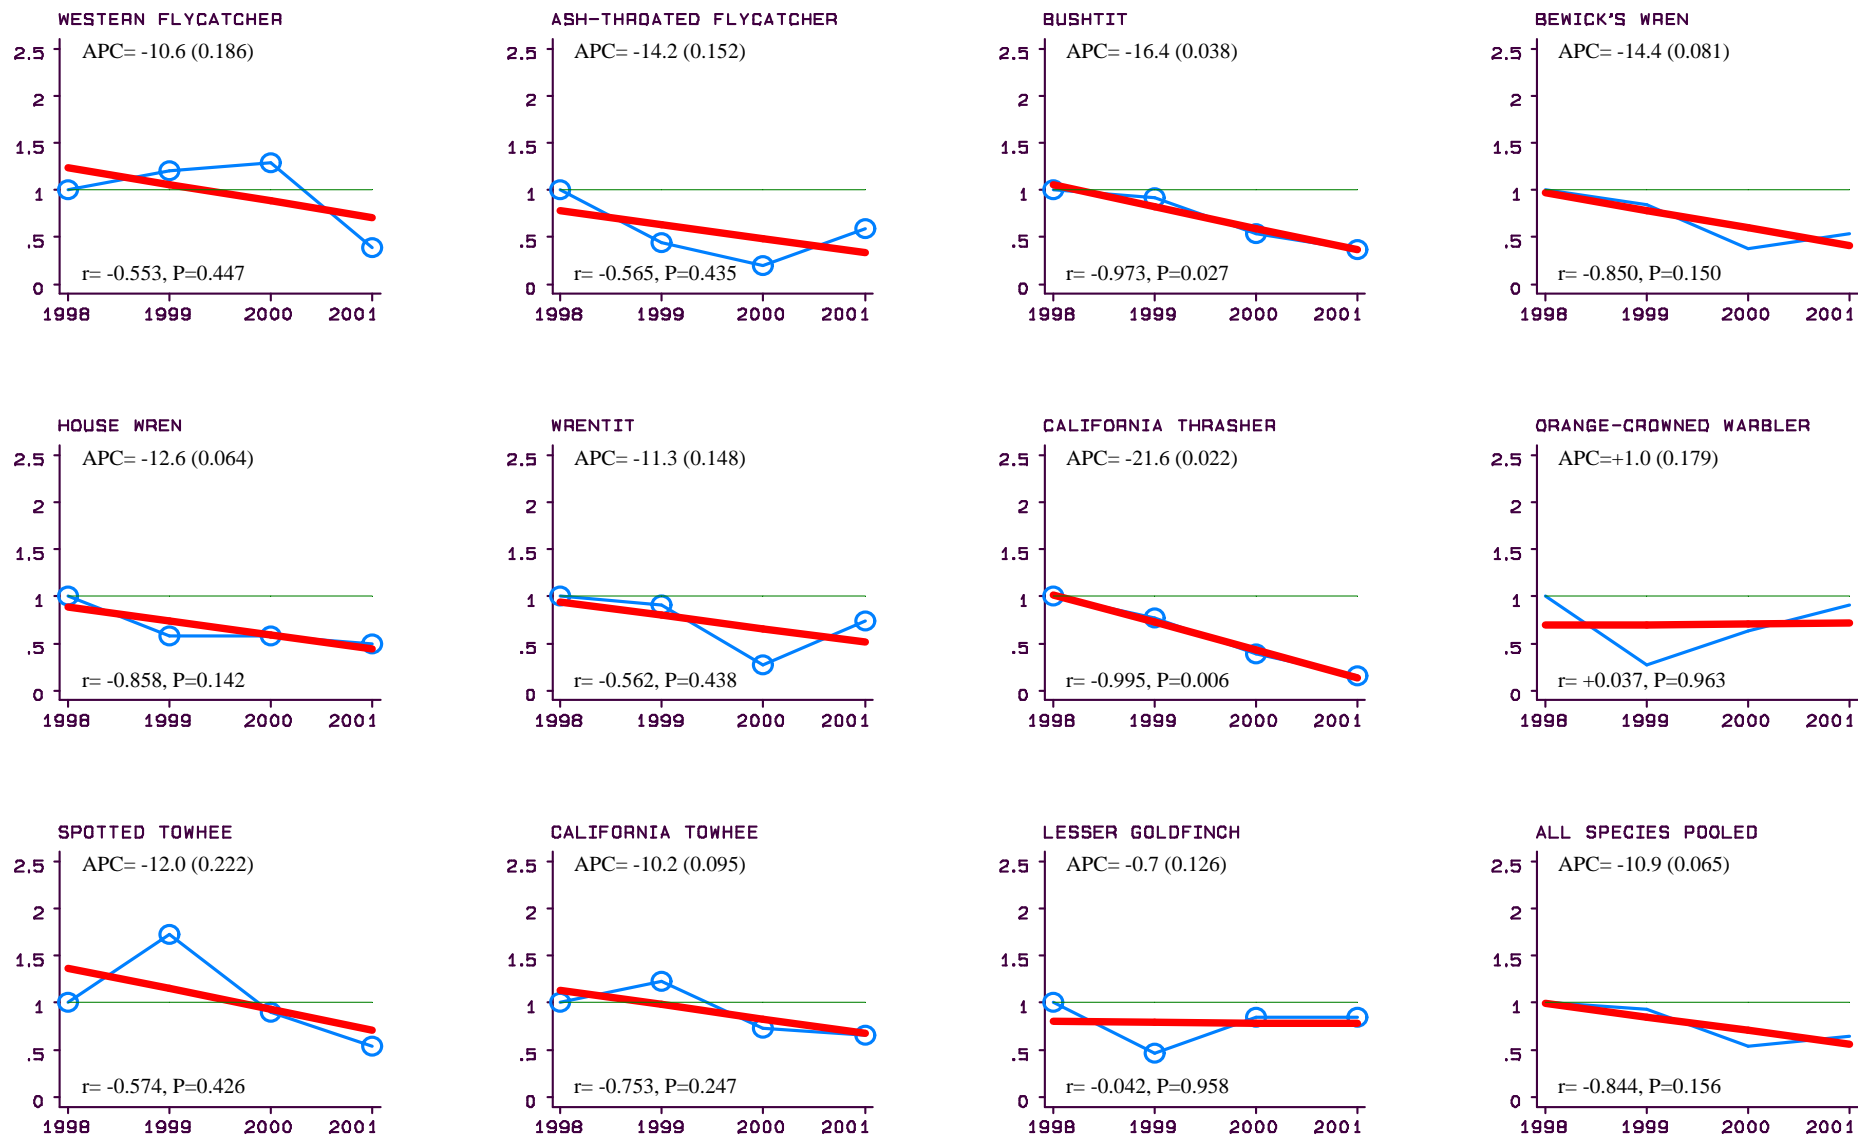 WESTERN FLYCATCHER
APC= -10.6 (0.186)
2.5
2
1.5
1
.5
0
r= -0.553, P=0.447
1998 1999 2000 2001
ASH-THROATED FLYCATCHER
APC= -14.2 (0.152)
2.5
2
1.5
1
.5
0
r= -0.565, P=0.435
1998 1999 2000 2001
BUSHTIT
APC= -16.4 (0.038)
2.5
2
1.5
1
.5
0
r= -0.973, P=0.027
1998 1999 2000 2001
BEWICK'S WREN
APC= -14.4 (0.081)
2.5
2
1.5
1
.5
0
r= -0.850, P=0.150
1998 1999 2000 2001
HOUSE WREN
APC= -12.6 (0.064)
2.5
2
1.5
1
.5
0
r= -0.858, P=0.142
1998 1999 2000 2001
WRENTIT
APC= -11.3 (0.148)
2.5
2
1.5
1
.5
0
r= -0.562, P=0.438
1998 1999 2000 2001
CALIFORNIA THRASHER
APC= -21.6 (0.022)
2.5
2
1.5
1
.5
0
r= -0.995, P=0.006
1998 1999 2000 2001
ORANGE-CROWNED WARBLER
APC=+1.0 (0.179)
2.5
2
1.5
1
.5
0
r= +0.037, P=0.963
1998 1999 2000 2001
SPOTTED TOWHEE
APC= -12.0 (0.222)
2.5
2
1.5
1
.5
0
r= -0.574, P=0.426
1998 1999 2000 2001
CALIFORNIA TOWHEE
APC= -10.2 (0.095)
2.5
2
1.5
1
.5
0
r= -0.753, P=0.247
1998 1999 2000 2001
LESSER GOLDFINCH
APC= -0.7 (0.126)
2.5
2
1.5
1
.5
0
r= -0.042, P=0.958
1998 1999 2000 2001
ALL SPECIES POOLED
APC= -10.9 (0.065)
2.5
2
1.5
1
.5
0
r= -0.844, P=0.156
1998 1999 2000 2001